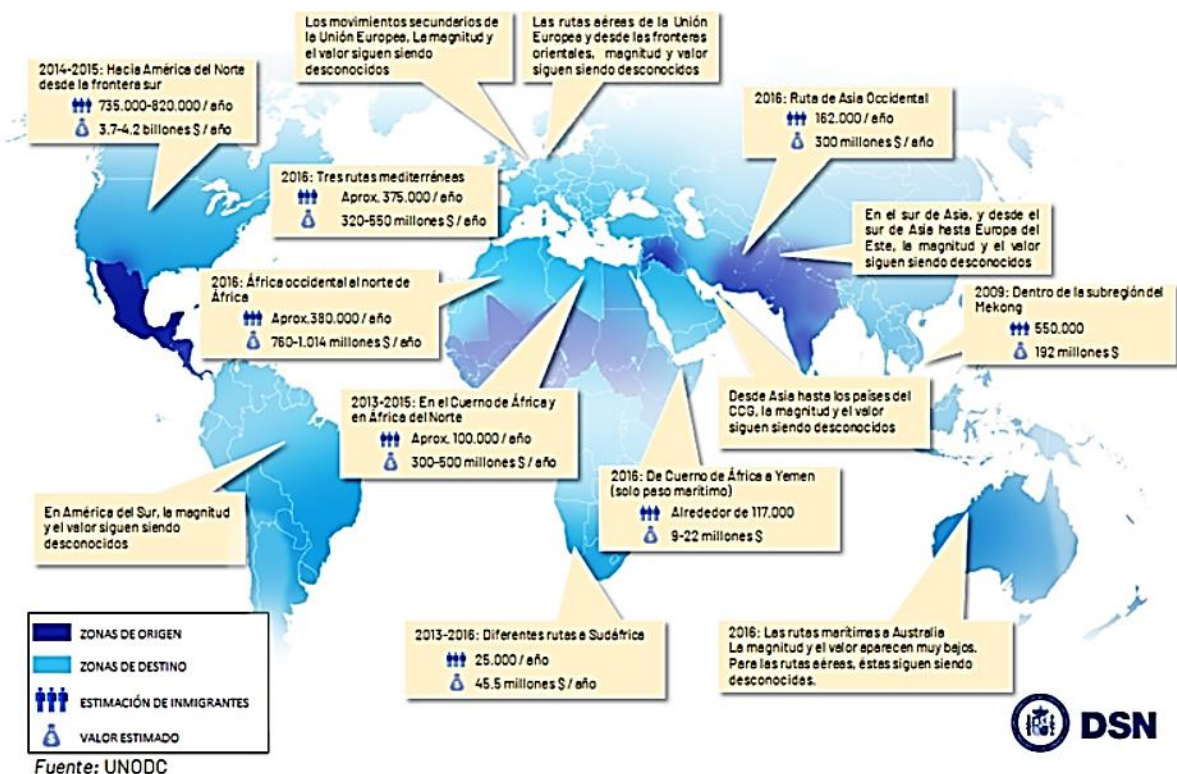 Los movimientos secundarios de
la Unión Europea, La magnitud y
el valor siguen siendo
desconocidos
Las rutas aéreas de la Unión
Europea y desde las fronteras
orientales, magnitud y valor
siguen siendo desconocidos
2014-2015: Hacia América del Norte
desde la frontera sur
735.000-820.000 / año
3.7-4.2 billones $ / año
2016: Ruta de Asia Occidental
162.000 / año
300 millones $ / año
2016: Tres rutas mediterráneas
Aprox. 375.000 / año
320-550 millones $ / año
En el sur de Asia, y desde el
sur de Asia hasta Europa del
Este, la magnitud y el valor
siguen siendo desconocidos
2016: África occidental al norte de
África
Aprox.380.000 / año
760-1.014 millones $ / año
2009: Dentro de la subregión del
Mekong
550.000
192 millones $
2013-2015: En el Cuerno de África y
en África del Norte
Aprox. 100.000 / año
300-500 millones $ / año
Desde Asia hasta los países del
CCG, la magnitud y el valor
siguen siendo desconocidos
2016: De Cuerno de África a Yemen
(solo paso marítimo)
Alrededor de 117.000
9-22 millones $
En América del Sur, la magnitud
y el valor siguen siendo
desconocidos
2013-2016: Diferentes rutas a Sudáfrica
25.000 / año
45.5 millones $ / año
2016: Las rutas marítimas a Australia
La magnitud y el valor aparecen muy bajos.
Para las rutas aéreas, éstas siguen siendo
desconocidas.
ZONAS DE ORIGEN
ZONAS DE DESTINO
ESTIMACIÓN DE INMIGRANTES
VALOR ESTIMADO
DSN
Fuente: UNODC